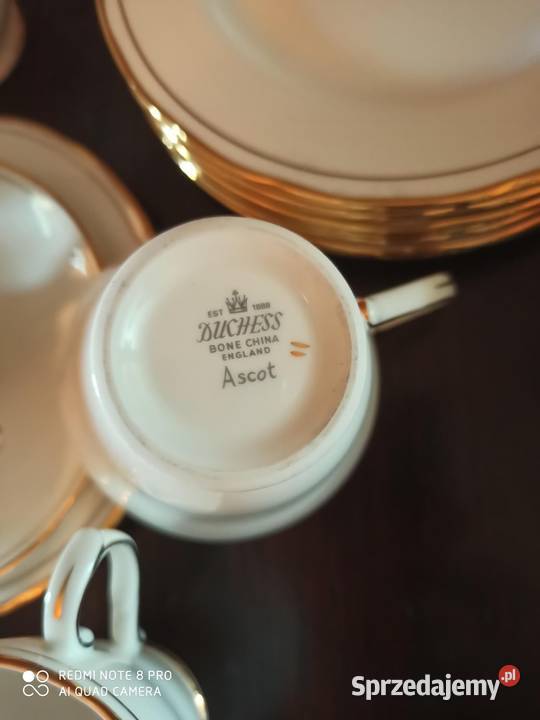 EST 1888
DUCHESS
BONE CHINA
ENGLAND
Ascot
REDMI NOTE 8 PRO
AI QUAD CAMERA
Sprzedajemy.pl